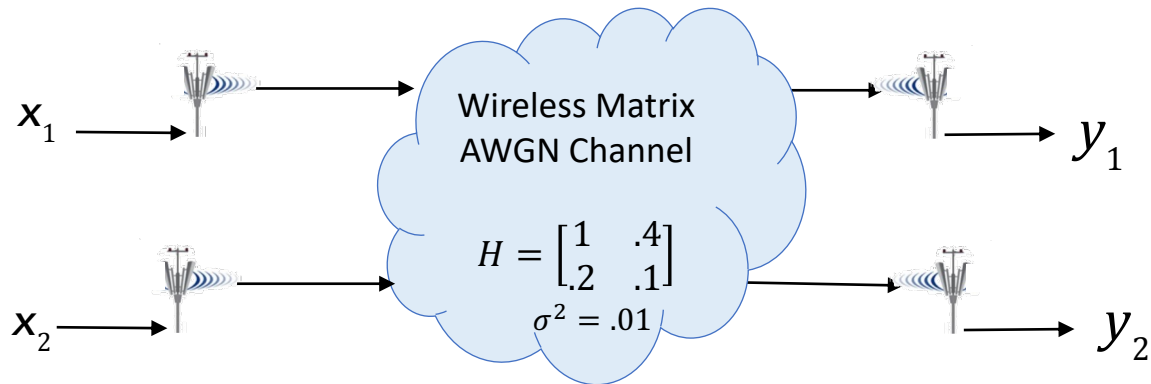 x₁
Wireless Matrix
AWGN Channel
y₁
H = [1 .4
.2 .1]
σ² = .01
x₂
y₂